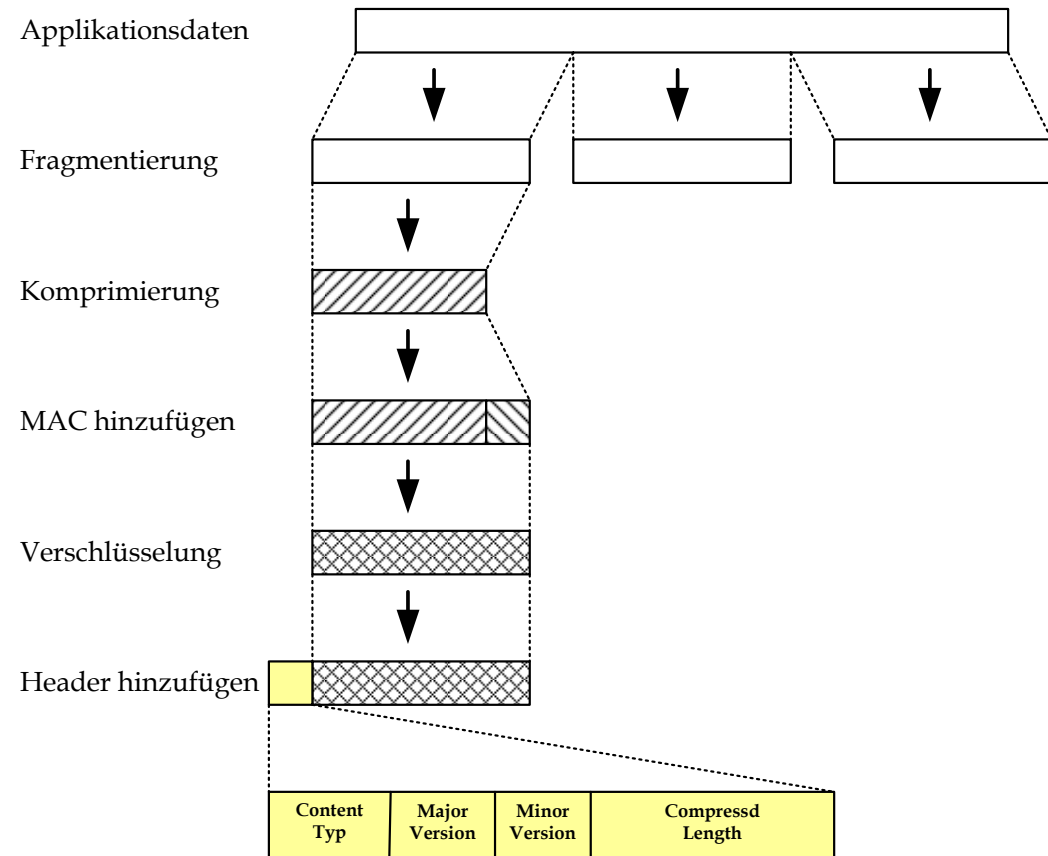 Applikationsdaten
Fragmentierung
Komprimierung
MAC hinzufügen
Verschlüsselung
Header hinzufügen
Content
Typ
Major
Version
Minor
Version
Compressd
Length